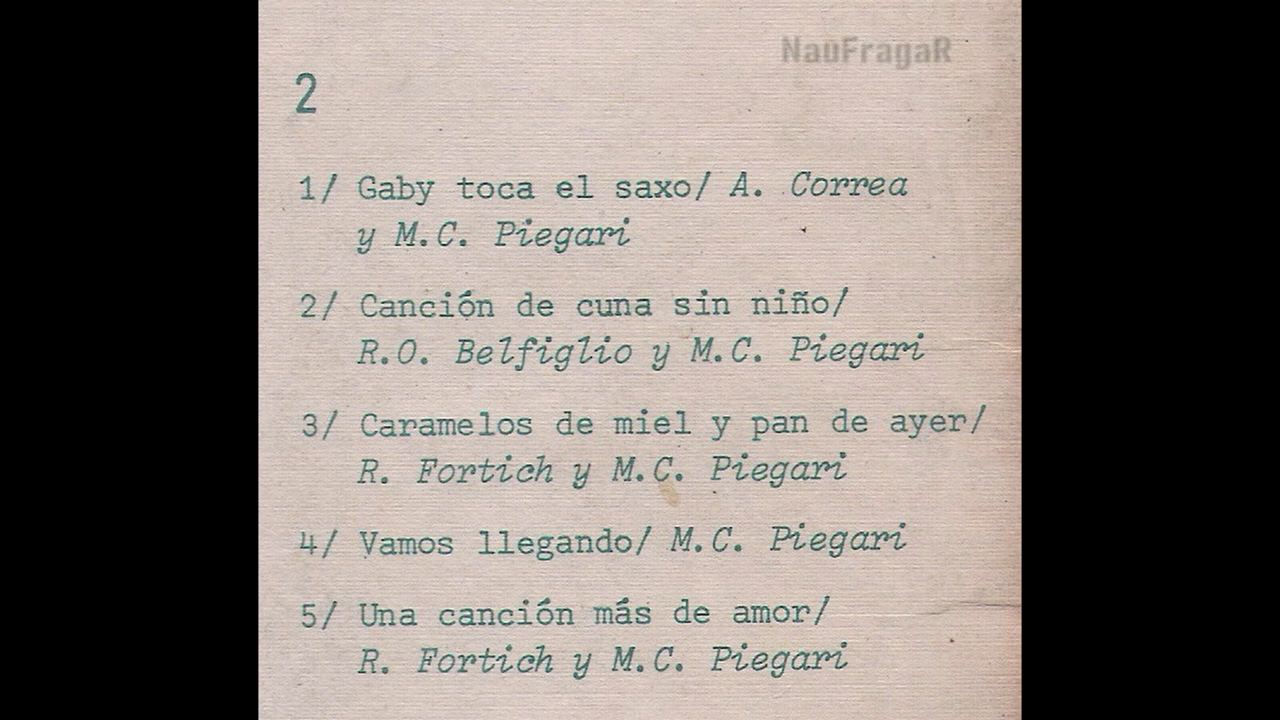 NauFragaR
2
1/ Gaby toca el saxo/ A. Correa
y M.C. Piegari
2/ Canción de cuna sin niño/
R.O. Belfiglio y M.C. Piegari
3/ Caramelos de miel y pan de ayer/
R. Fortich y M.C. Piegari
4/ Vamos llegando/ M.C. Piegari
5/ Una canción más de amor/
R. Fortich y M.C. Piegari